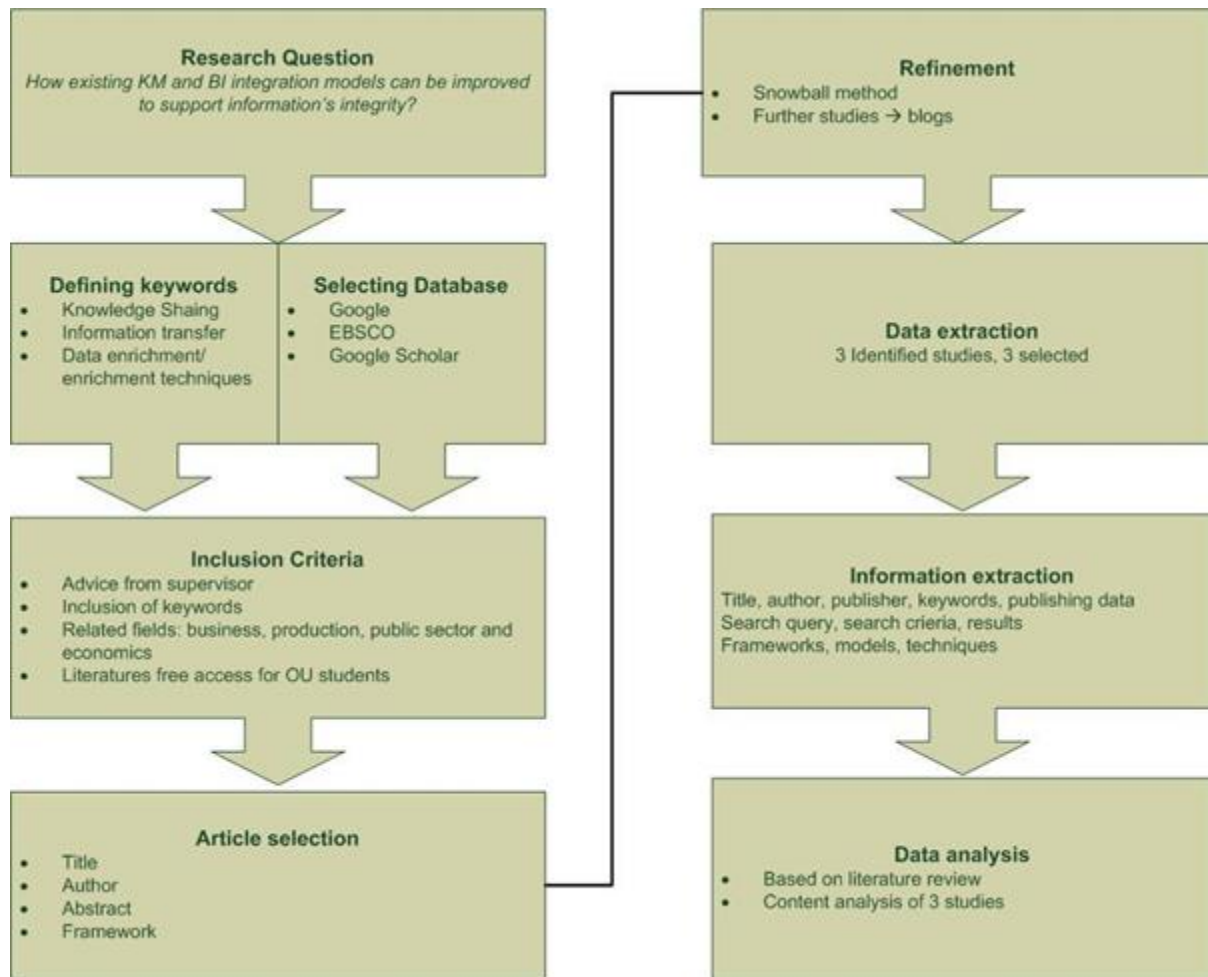 Research Question
How existing KM and BI integration models can be improved
to support information's integrity?
Defining keywords
• Knowledge Shaing
• Information transfer
• Data enrichment/
enrichment techniques
Selecting Database
• Google
• EBSCO
• Google Scholar
Inclusion Criteria
• Advice from supervisor
• Inclusion of keywords
• Related fields: business, production, public sector and
economics
• Literatures free access for OU students
Article selection
• Title
• Author
• Abstract
• Framework
Refinement
• Snowball method
• Further studies → blogs
Data extraction
3 Identified studies, 3 selected
Information extraction
Title, author, publisher, keywords, publishing data
Search query, search crieria, results
Frameworks, models, techniques
Data analysis
• Based on literature review
• Content analysis of 3 studies